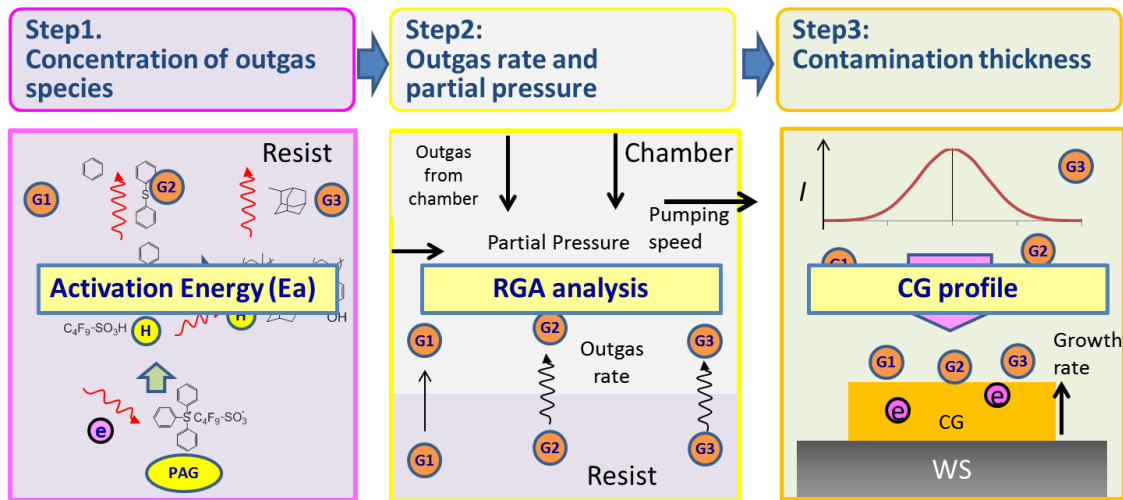 Step1.
Concentration of outgas
species
Step2:
Outgas rate and
partial pressure
Step3:
Contamination thickness
Resist
G1
S
G2
G3
Activation Energy (Ea)
OH
C₄F₉-SO₃H
H
H
S⁺
C₄F₉-SO₃⁻
e
PAG
Outgas
from
chamber
Chamber
Pumping
speed
Partial Pressure
RGA analysis
G1
G2
G3
Outgas
rate
G1
G2
G3
Resist
I
G3
G1
G2
CG profile
G1
G2
G3
Growth
rate
e
e
CG
WS